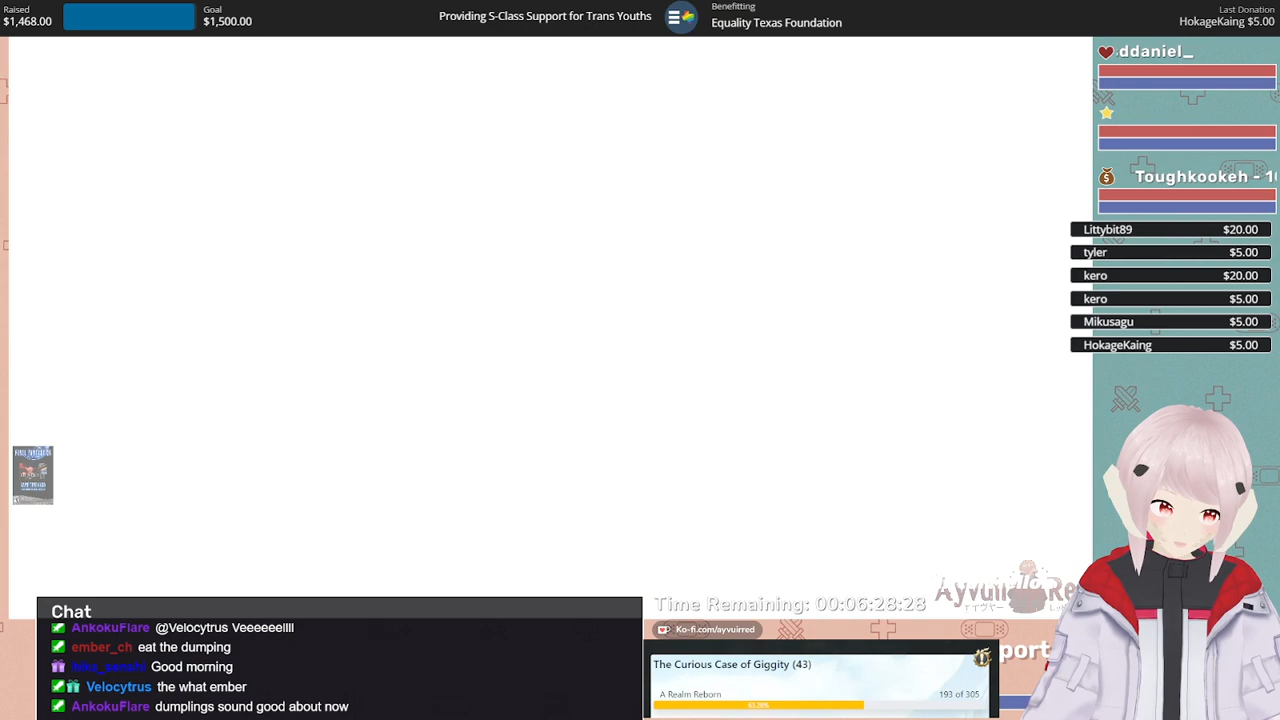 Raised
$1,468.00
Goal
$1,500.00
Providing S-Class Support for Trans Youths
Benefitting
Equality Texas Foundation
Last Donation
HokageKaing $5.00
ddaniel_
Toughkookeh - 1
Littybit89 $20.00
tyler $5.00
kero $20.00
kero $5.00
Mikusagu $5.00
HokageKaing $5.00
Time Remaining: 00:06:28:28
Ko-fi.com/ayvuirred
Chat
AnkokuFlare @Velocytrus Veeeeeellll
ember_ch eat the dumping
Good morning
Velocytrus the what ember
AnkokuFlare dumplings sound good about now
The Curious Case of Giggity (43)
A Realm Reborn 193 of 305
63.28%
port